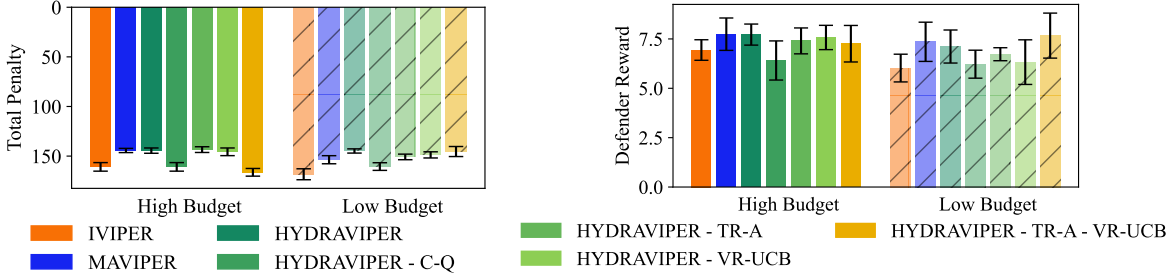 Total Penalty
0
50
100
150
High Budget
Low Budget
Defender Reward
7.5
5.0
2.5
0.0
High Budget
Low Budget
IVIPER
MAVIPER
HYDRAVIPER
HYDRAVIPER - C-Q
HYDRAVIPER - TR-A
HYDRAVIPER - VR-UCB
HYDRAVIPER - TR-A - VR-UCB